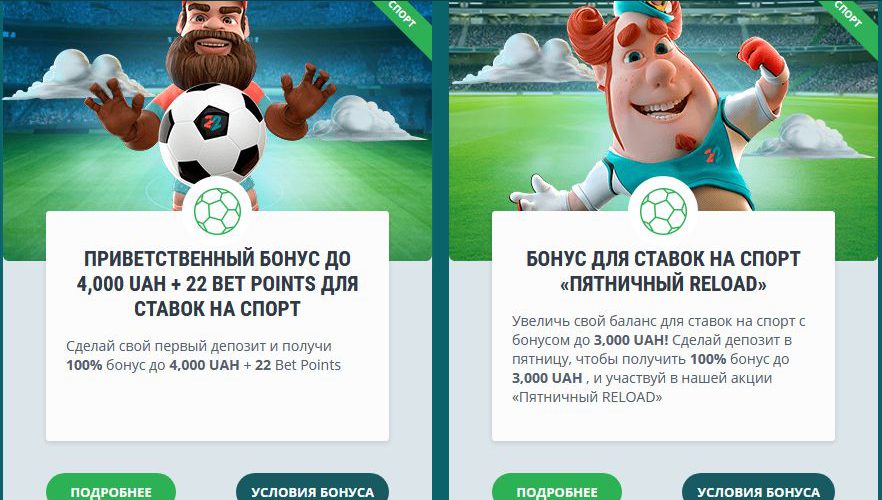 СПОРТ
22
ПРИВЕТСТВЕННЫЙ БОНУС ДО
4,000 UAH + 22 BET POINTS ДЛЯ
СТАВОК НА СПОРТ
Сделай свой первый депозит и получи
100% бонус до 4,000 UAH + 22 Bet Points
ПОДРОБНЕЕ
УСЛОВИЯ БОНУСА
СПОРТ
22
БОНУС ДЛЯ СТАВОК НА СПОРТ
«ПЯТНИЧНЫЙ RELOAD»
Увеличь свой баланс для ставок на спорт с
бонусом до 3,000 UAH! Сделай депозит в
пятницу, чтобы получить 100% бонус до
3,000 UAH , и участвуй в нашей акции
«Пятничный RELOAD»
ПОДРОБНЕЕ
УСЛОВИЯ БОНУСА